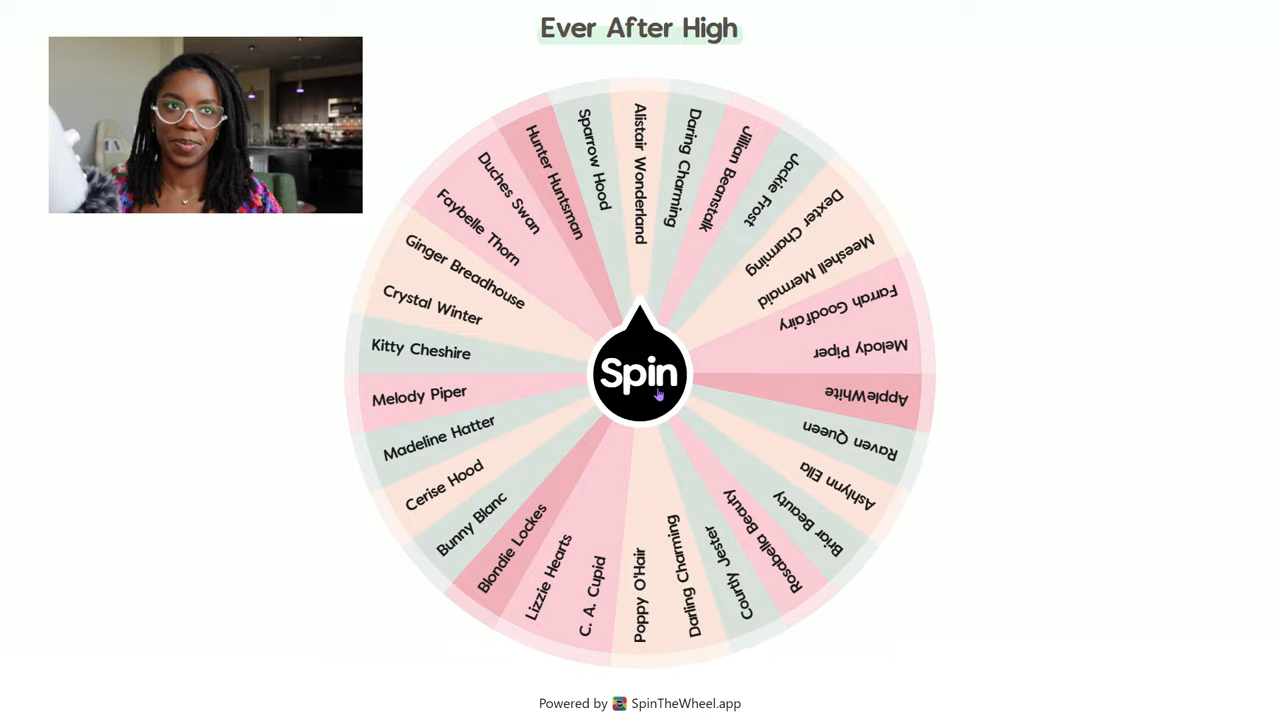 Ever After High
Alistair Wonderland
Daring Charming
Jillian Beanstalk
Jackie Frost
Dexter Charming
Meeshell Mermaid
Farrah Goodfairy
Melody Piper
AppleWhite
Raven Queen
Ashlynn Ella
Briar Beauty
Rosabella Beauty
Courtly Jester
Darling Charming
Poppy O'Hair
C. A. Cupid
Lizzie Hearts
Blondie Lockes
Bunny Blanc
Cerise Hood
Madeline Hatter
Melody Piper
Kitty Cheshire
Crystal Winter
Ginger Breadhouse
Faybelle Thorn
Duches Swan
Hunter Huntsman
Sparrow Hood
Spin
Powered by SpinTheWheel.app